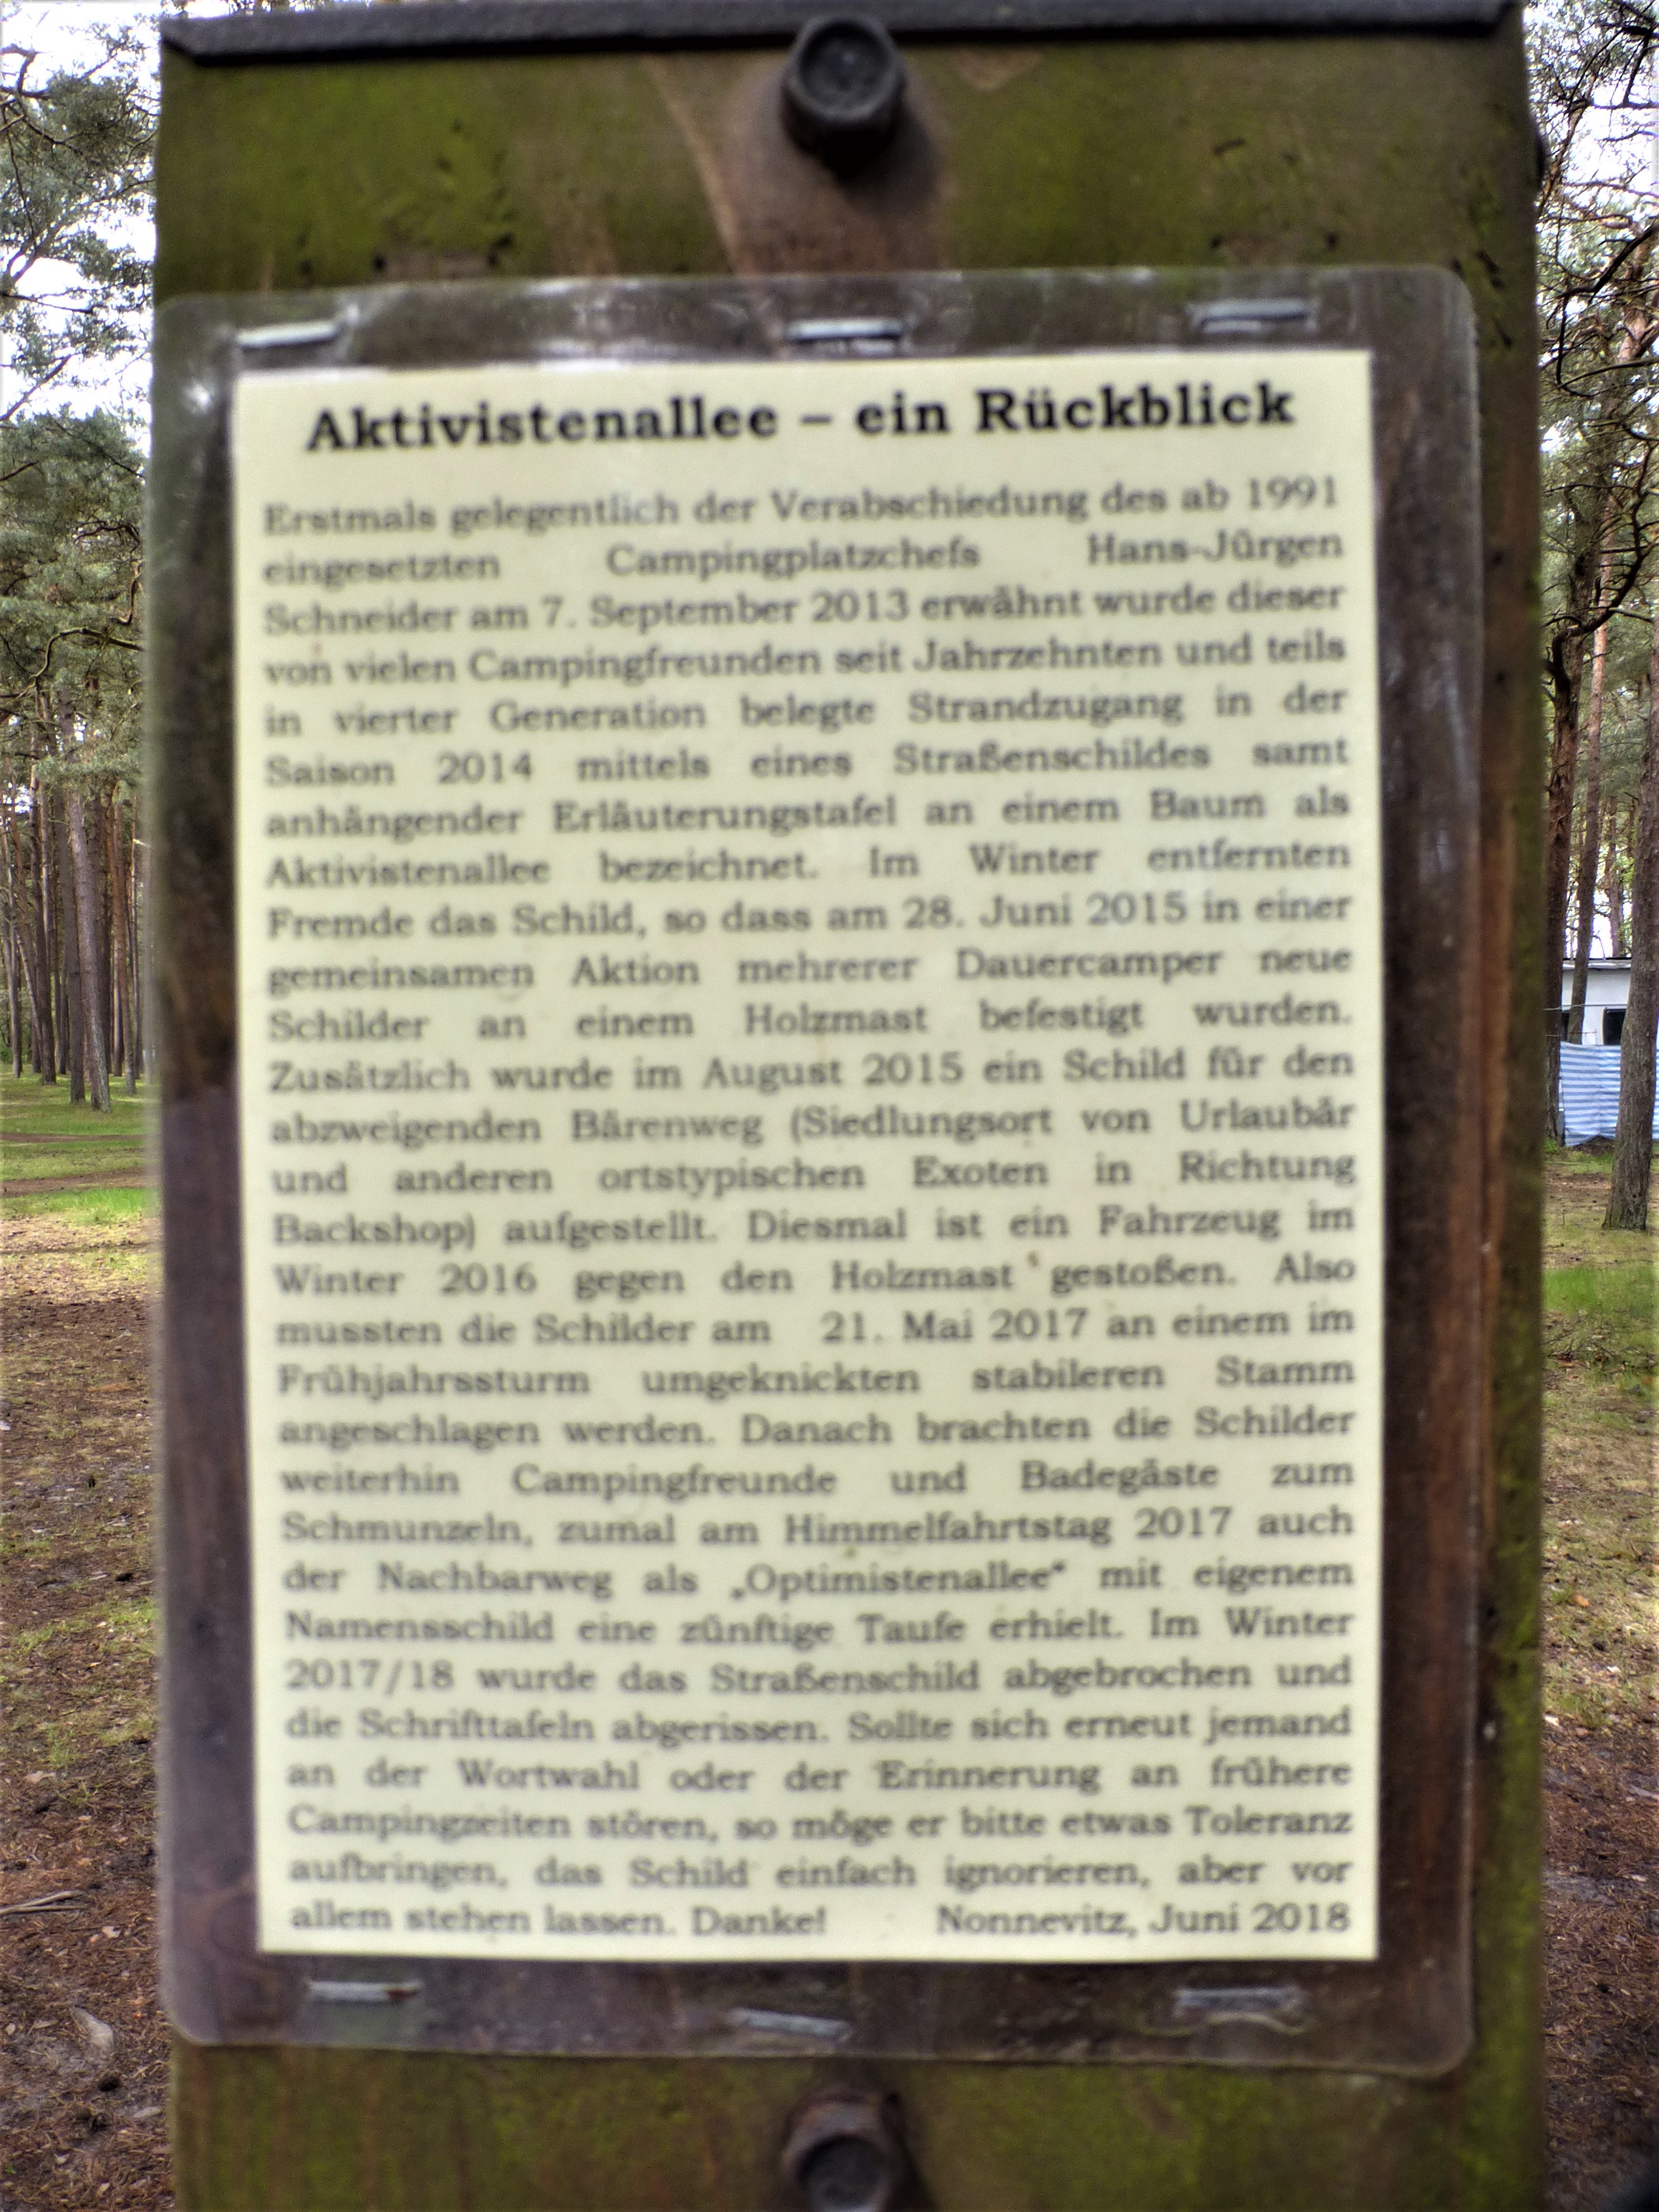 Aktivistenallee – ein Rückblick
Erstmals gelegentlich der Verabschiedung des ab 1991
eingesetzten Campingplatzchefs Hans-Jürgen
Schneider am 7. September 2013 erwähnt wurde dieser
von vielen Campingfreunden seit Jahrzehnten und teils
in vierter Generation belegte Strandzugang in der
Saison 2014 mittels eines Straßenschildes samt
anhängender Erläuterungstafel an einem Baum als
Aktivistenallee bezeichnet. Im Winter entfernten
Fremde das Schild, so dass am 28. Juni 2015 in einer
gemeinsamen Aktion mehrerer Dauercamper neue
Schilder an einem Holzmast befestigt wurden.
Zusätzlich wurde im August 2015 ein Schild für den
abzweigenden Bärenweg (Siedlungsort von Urlaubär
und anderen ortstypischen Exoten in Richtung
Backshop) aufgestellt. Diesmal ist ein Fahrzeug im
Winter 2016 gegen den Holzmast gestoßen. Also
mussten die Schilder am 21. Mai 2017 an einem im
Frühjahrssturm umgeknickten stabileren Stamm
angeschlagen werden. Danach brachten die Schilder
weiterhin Campingfreunde und Badegäste zum
Schmunzeln, zumal am Himmelfahrtstag 2017 auch
der Nachbarweg als „Optimistenallee“ mit eigenem
Namensschild eine zünftige Taufe erhielt. Im Winter
2017/18 wurde das Straßenschild abgebrochen und
die Schrifttafeln abgerissen. Sollte sich erneut jemand
an der Wortwahl oder der Erinnerung an frühere
Campingzeiten stören, so möge er bitte etwas Toleranz
aufbringen, das Schild einfach ignorieren, aber vor
allem stehen lassen. Danke! Nonnevitz, Juni 2018